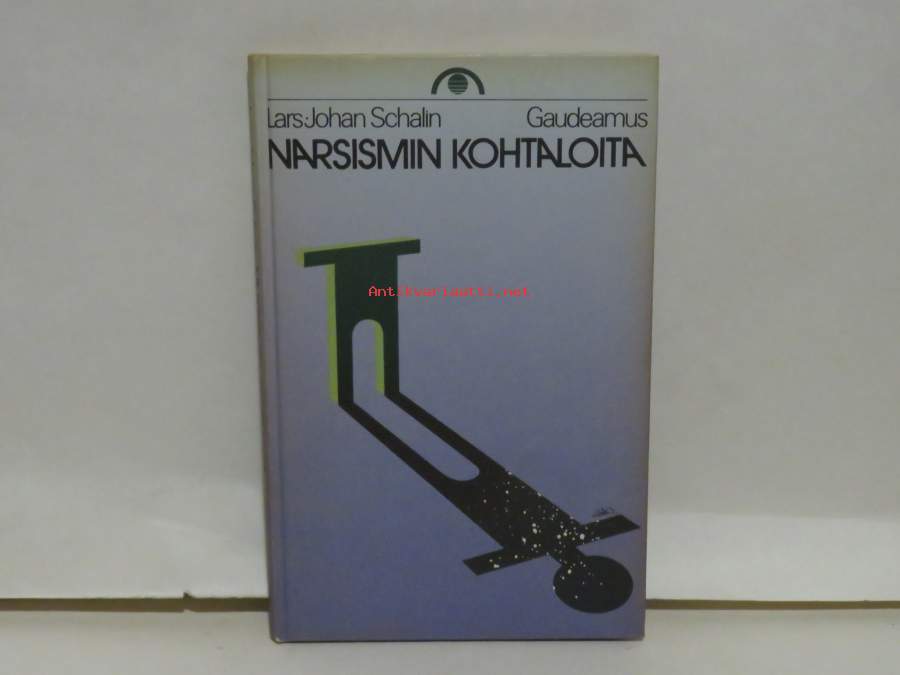 Lars-Johan Schalin Gaudeamus
NARSISMIN KOHTALOITA
Antikvariaatti.net